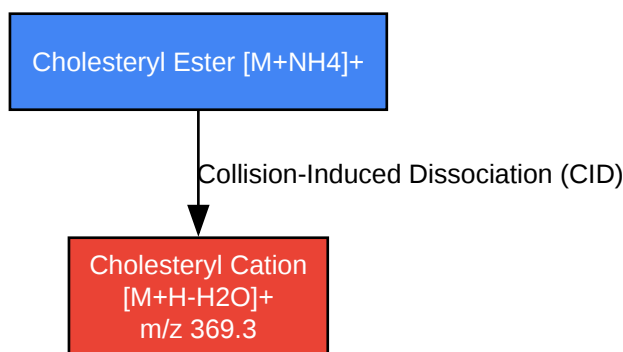 Cholesteryl Ester [M+NH4]+
Collision-Induced Dissociation (CID)
Cholesteryl Cation
[M+H-H2O]+
m/z 369.3